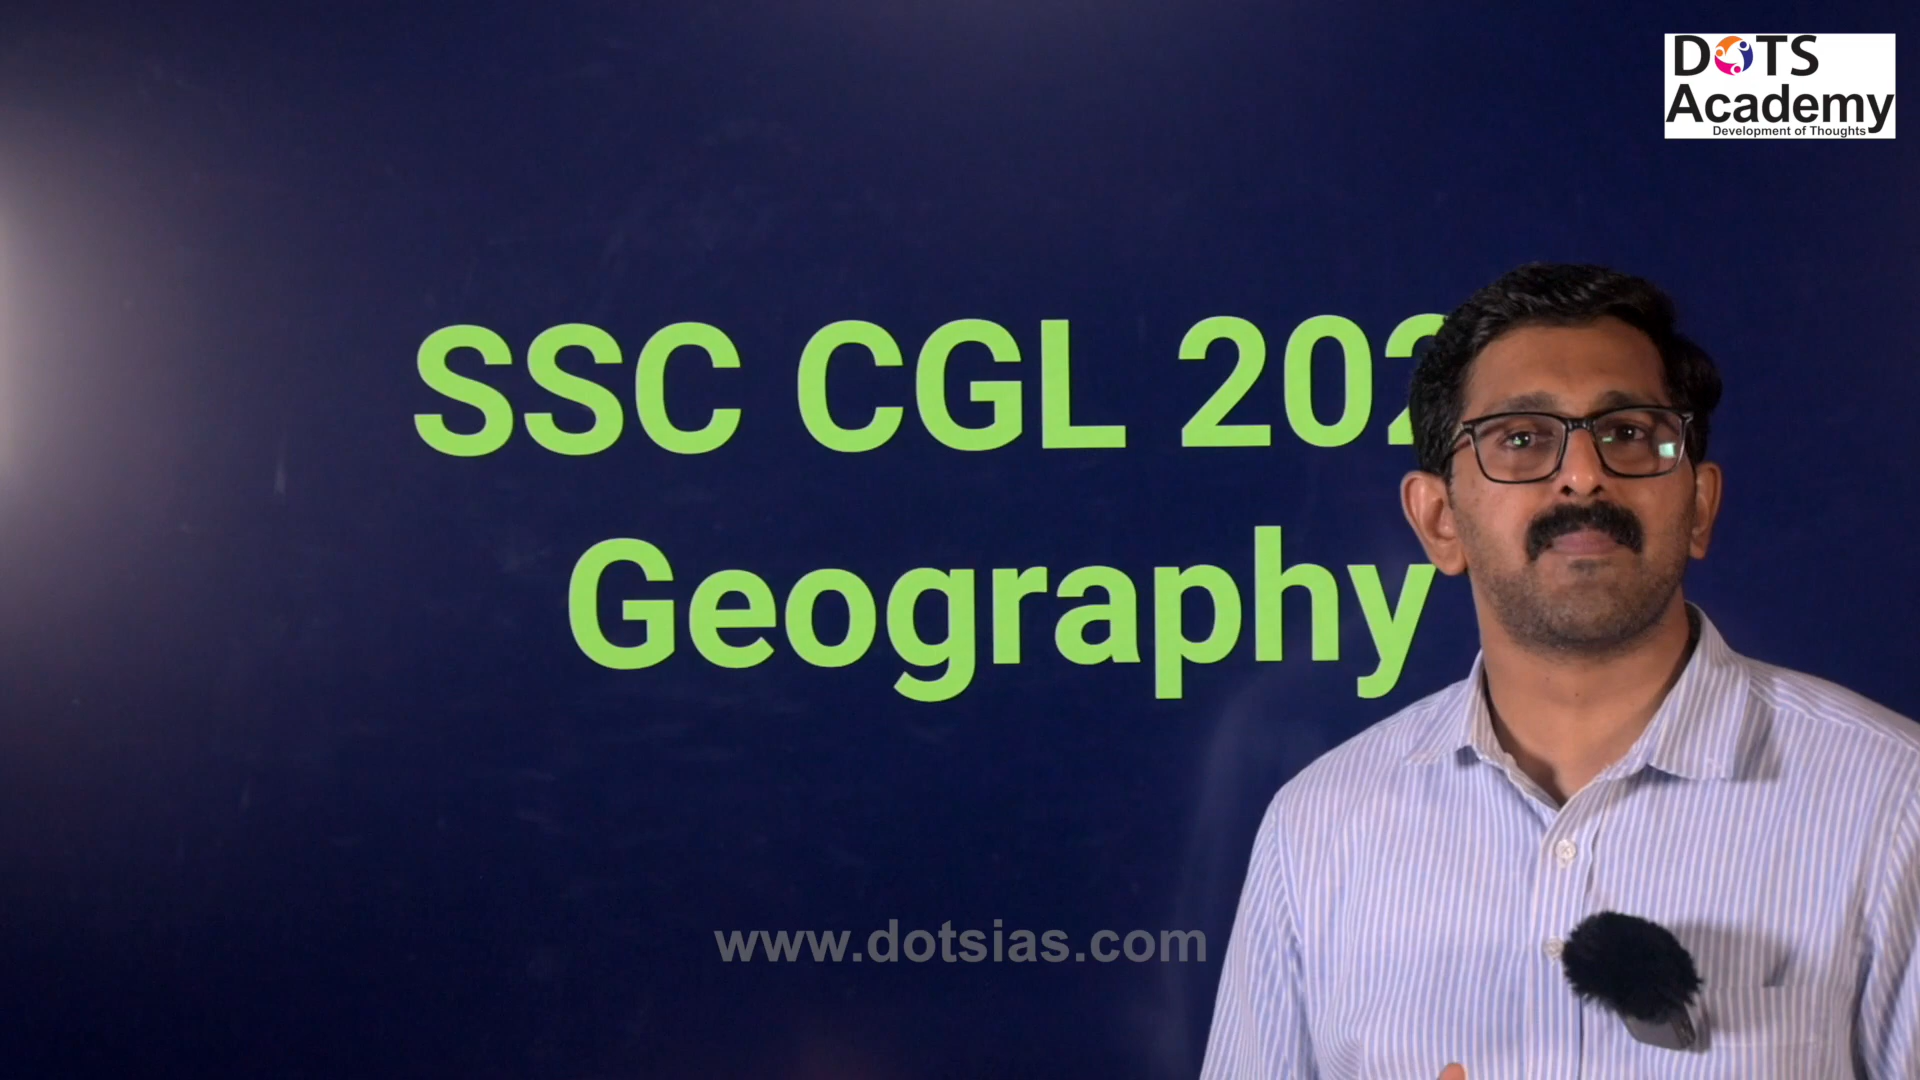 DOTS
Academy
Development of Thoughts
SSC CGL 202
Geography
www.dotsias.com